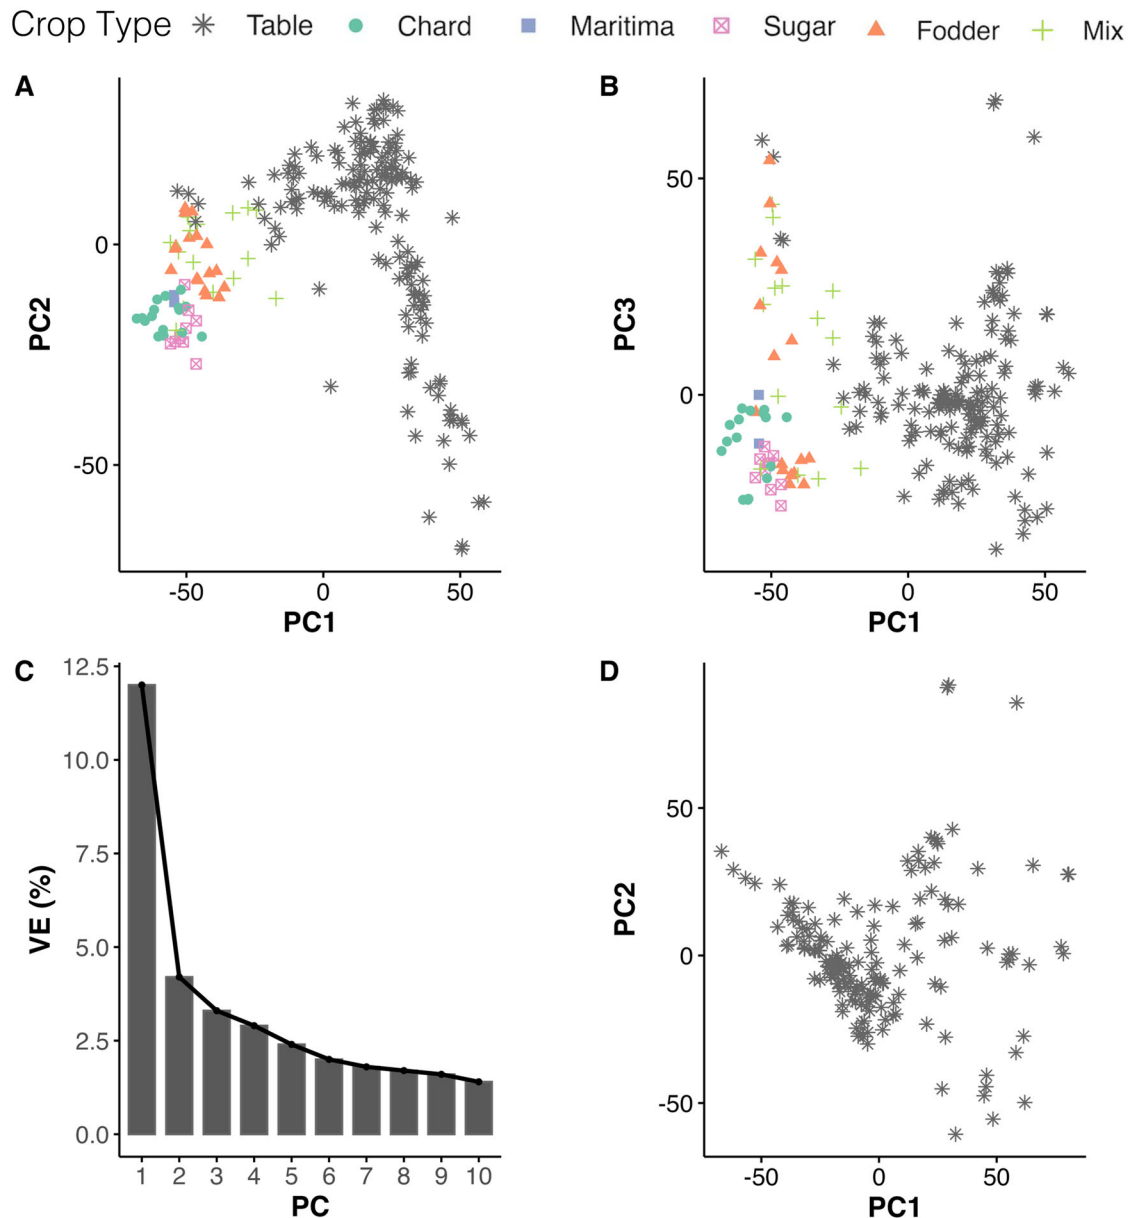 Crop Type Table Chard Maritima Sugar Fodder Mix
A
PC2
0
-50
-50 0 50
PC1
B
PC3
50
0
-50 0 50
PC1
C
VE (%)
12.5
10.0
7.5
5.0
2.5
0.0
1 2 3 4 5 6 7 8 9 10
PC
D
PC2
50
0
-50
-50 0 50
PC1